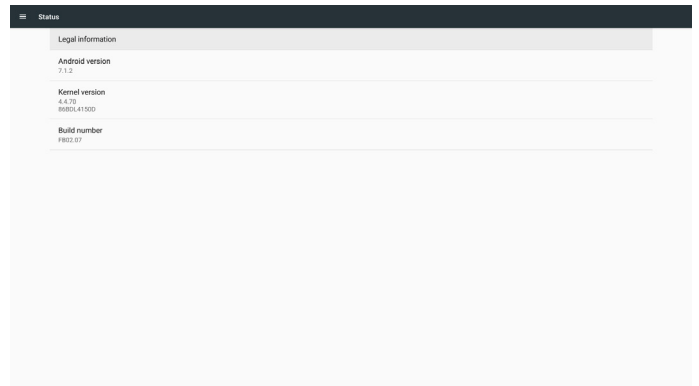 Status
Legal information
Android version
7.1.2
Kernel version
4.4.70
86BDL4150D
Build number
FB02.07